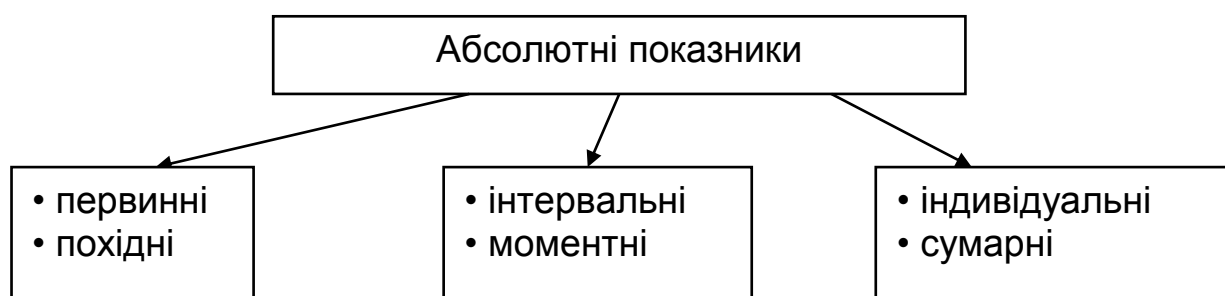 Абсолютні показники
• первинні
• похідні
• інтервальні
• моментні
• індивідуальні
• сумарні